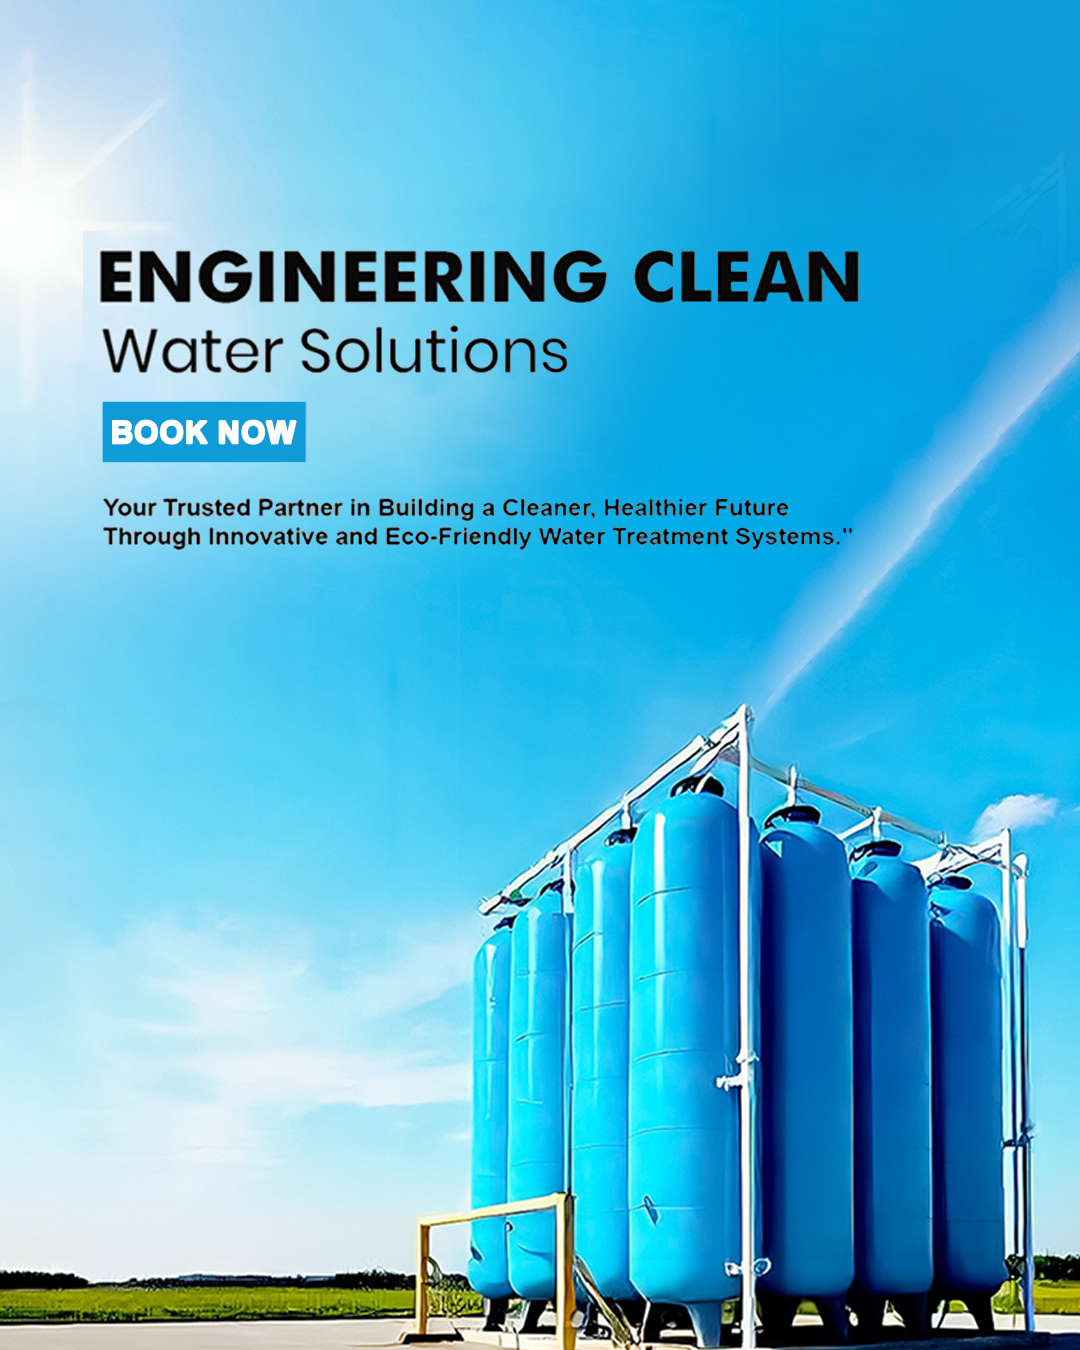 ENGINEERING CLEAN
Water Solutions
BOOK NOW
Your Trusted Partner in Building a Cleaner, Healthier Future
Through Innovative and Eco-Friendly Water Treatment Systems."